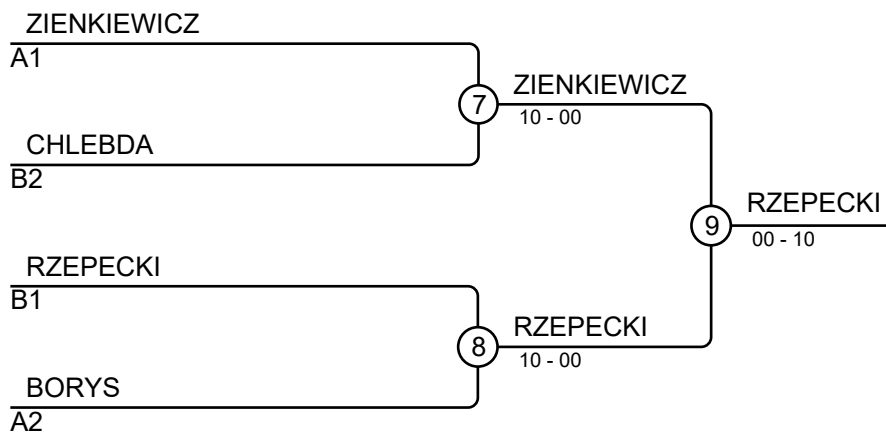 ZIENKIEWICZ
A1
7
ZIENKIEWICZ
10 - 00
CHLEBDA
B2
9
RZEPECKI
00 - 10
RZEPECKI
B1
8
RZEPECKI
10 - 00
BORYS
A2